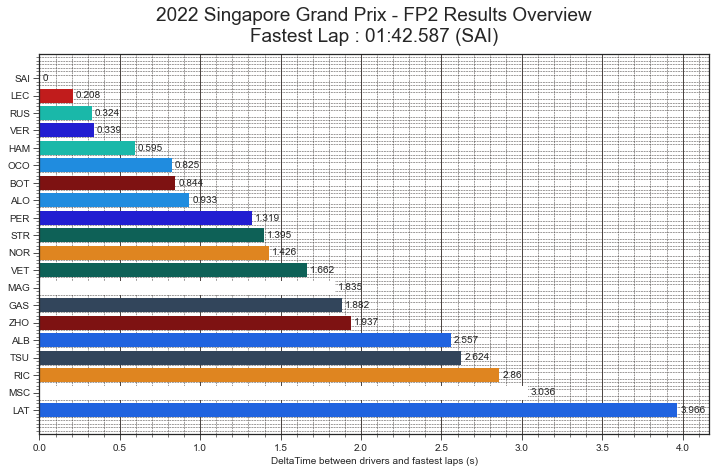 2022 Singapore Grand Prix - FP2 Results Overview
Fastest Lap : 01:42.587 (SAI)
SAI 0
LEC 0.208
RUS 0.324
VER 0.339
HAM 0.595
OCO 0.825
BOT 0.844
ALO 0.933
PER 1.319
STR 1.395
NOR 1.426
VET 1.662
MAG 1.835
GAS 1.882
ZHO 1.937
ALB 2.557
TSU 2.624
RIC 2.86
MSC 3.036
LAT 3.966
0.0 0.5 1.0 1.5 2.0 2.5 3.0 3.5 4.0
DeltaTime between drivers and fastest laps (s)